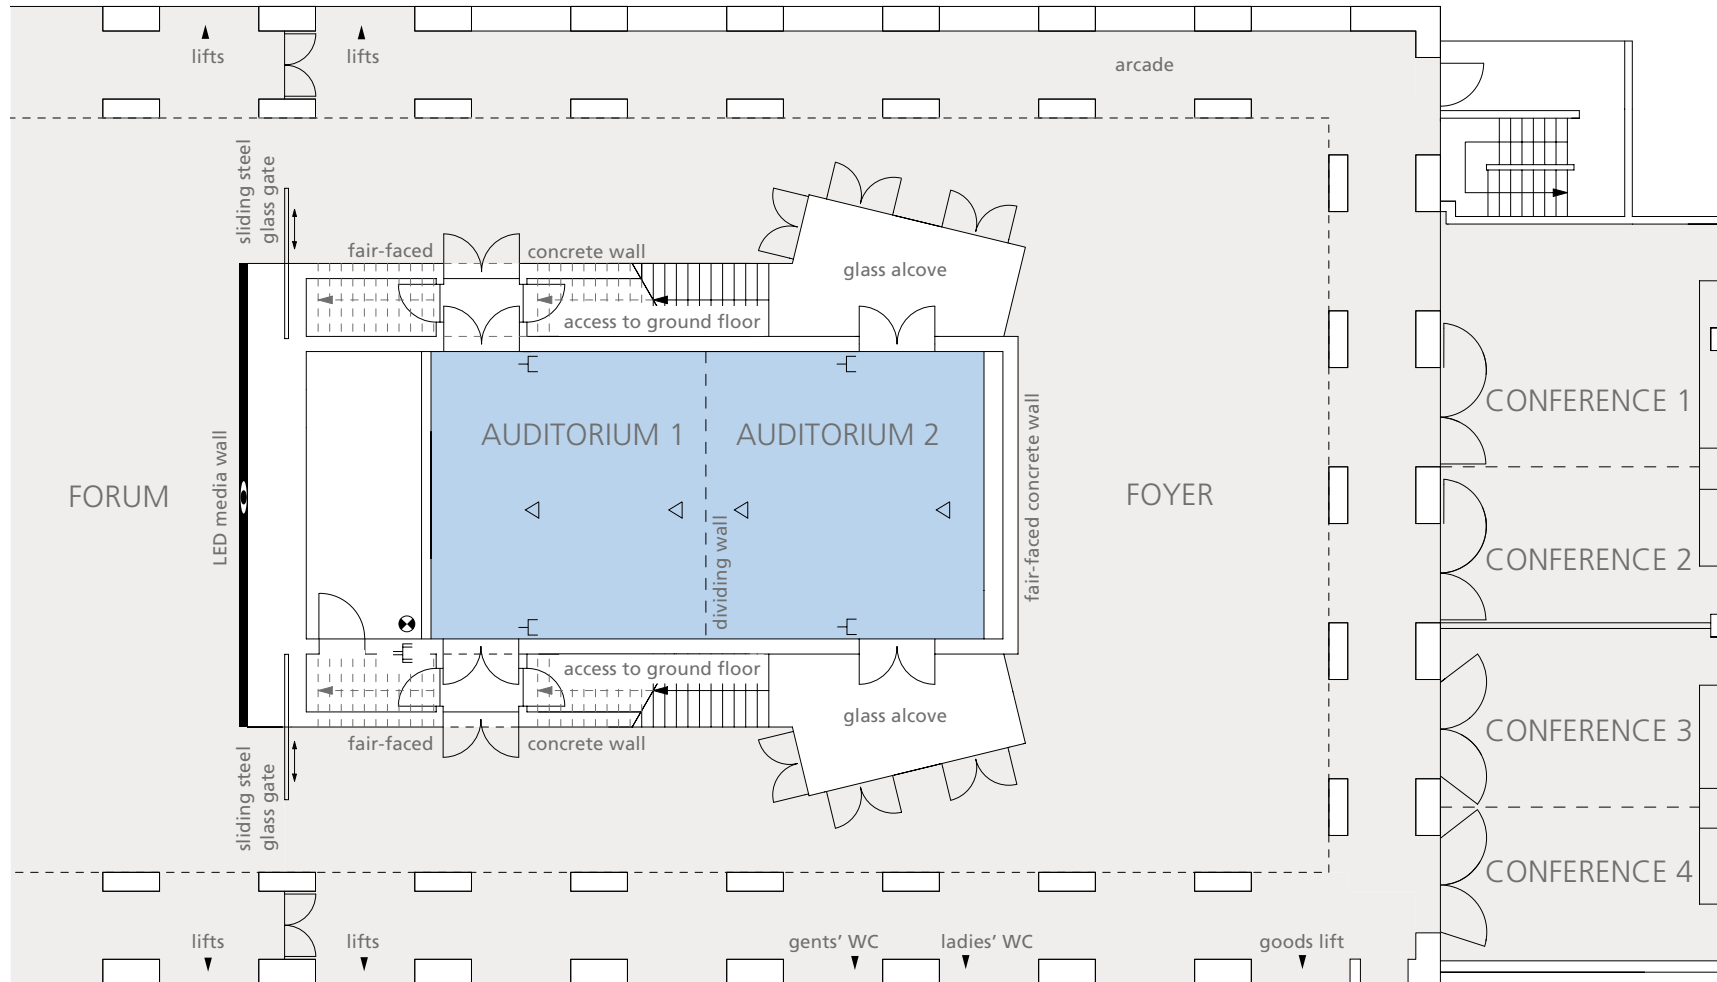 lifts
lifts
arcade
sliding steel
glass gate
fair-faced
concrete wall
glass alcove
access to ground floor
AUDITORIUM 1
AUDITORIUM 2
CONFERENCE 1
FORUM
LED media wall
dividing wall
fair-faced concrete wall
FOYER
CONFERENCE 2
access to ground floor
glass alcove
CONFERENCE 3
fair-faced
concrete wall
sliding steel
glass gate
CONFERENCE 4
lifts
lifts
gents’ WC
ladies’ WC
goods lift